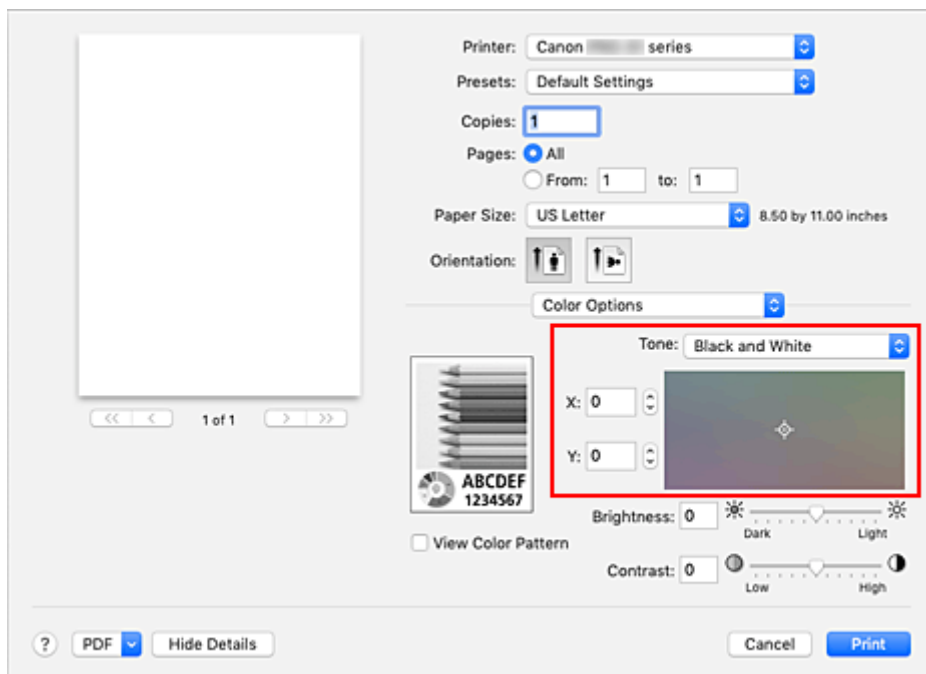 Printer: Canon series
Presets: Default Settings
Copies: 1
Pages: All
From: 1 to: 1
Paper Size: US Letter 8.50 by 11.00 inches
Orientation:
Color Options
Tone: Black and White
X: 0
Y: 0
1 of 1
ABCDEF
1234567
Brightness: 0
Dark Light
View Color Pattern
Contrast: 0
Low High
? PDF Hide Details Cancel Print